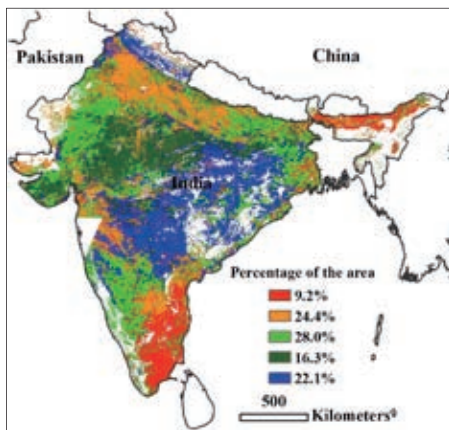 Pakistan
China
India
Percentage of the area
9.2%
24.4%
28.0%
16.3%
22.1%
500
Kilometers